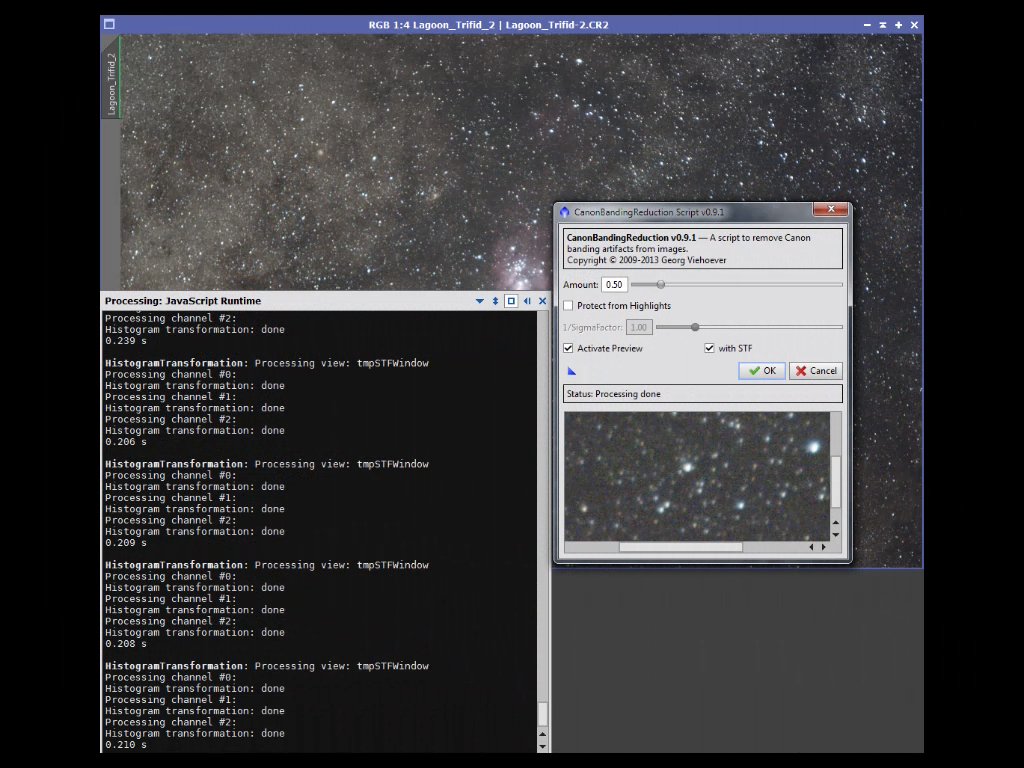 RGB 1:4 Lagoon_Trifid_2 | Lagoon_Trifid-2.CR2
Lagoon_Trifid_2
Processing: JavaScript Runtime
Processing channel #2:
Histogram transformation: done
0.239 s
HistogramTransformation: Processing view: tmpSTFWindow
Processing channel #0:
Histogram transformation: done
Processing channel #1:
Histogram transformation: done
Processing channel #2:
Histogram transformation: done
0.206 s
HistogramTransformation: Processing view: tmpSTFWindow
Processing channel #0:
Histogram transformation: done
Processing channel #1:
Histogram transformation: done
Processing channel #2:
Histogram transformation: done
0.209 s
HistogramTransformation: Processing view: tmpSTFWindow
Processing channel #0:
Histogram transformation: done
Processing channel #1:
Histogram transformation: done
Processing channel #2:
Histogram transformation: done
0.208 s
HistogramTransformation: Processing view: tmpSTFWindow
Processing channel #0:
Histogram transformation: done
Processing channel #1:
Histogram transformation: done
Processing channel #2:
Histogram transformation: done
0.210 s
CanonBandingReduction Script v0.9.1
CanonBandingReduction v0.9.1 — A script to remove Canon
banding artifacts from images.
Copyright © 2009-2013 Georg Viehoever
Amount: 0.50
Protect from Highlights
1/SigmaFactor: 1.00
Activate Preview with STF
OK Cancel
Status: Processing done